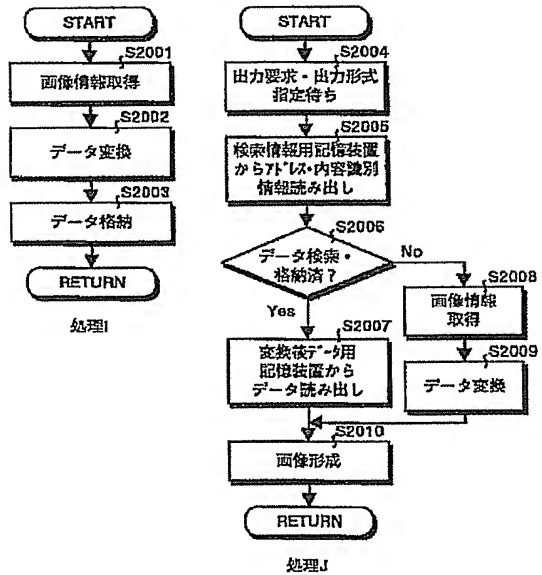 START
S2001
画像情報取得
S2002
データ変換
S2003
データ格納
RETURN
処理I
START
S2004
出力要求・出力形式
指定待ち
S2005
検索情報用記憶装置
からアドレス・内容識別
情報読み出し
S2006
データ検索・
格納済？
No
Yes
S2007
変換後データ用
記憶装置から
データ読み出し
S2008
画像情報
取得
S2009
データ変換
S2010
画像形成
RETURN
処理J